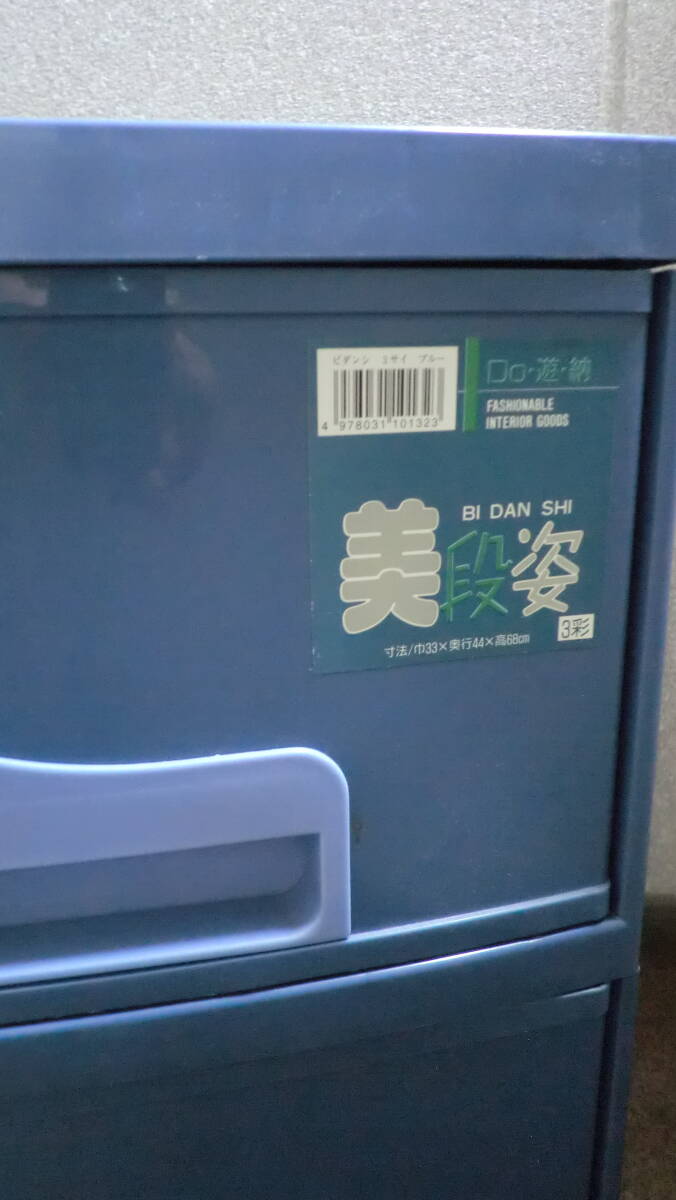 ビダンシ 3サイ ブルー
4 978031 101323
Do・遊・納
FASHIONABLE
INTERIOR GOODS
BI DAN SHI
美段姿
3彩
寸法/巾33×奥行44×高68cm